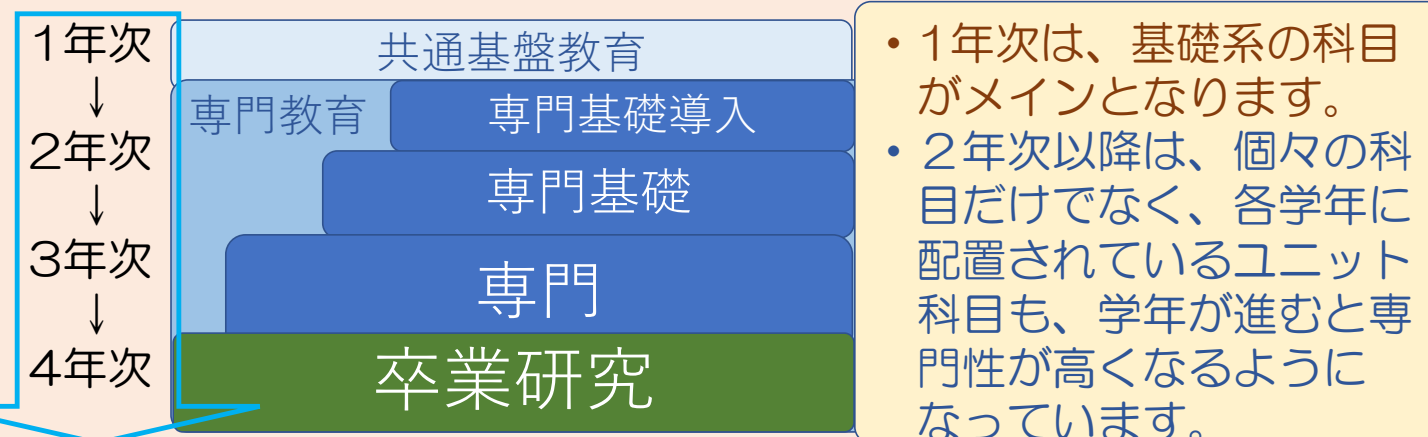 1年次
↓
2年次
↓
3年次
↓
4年次
共通基盤教育
専門教育
専門基礎導入
専門基礎
専門
卒業研究
• 1年次は、基礎系の科目
がメインとなります。
• 2年次以降は、個々の科
目だけでなく、各学年に
配置されているユニット
科目も、学年が進むと専
門性が高くなるように
なっています。